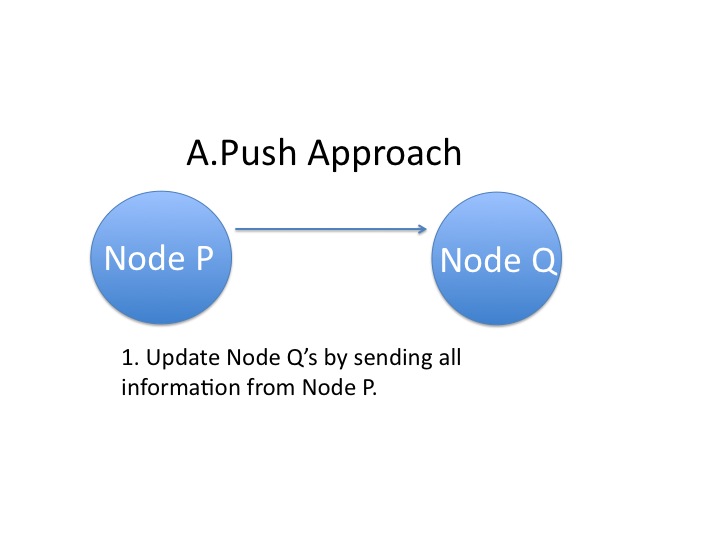 A.Push Approach
Node P
Node Q
1. Update Node Q’s by sending all
information from Node P.